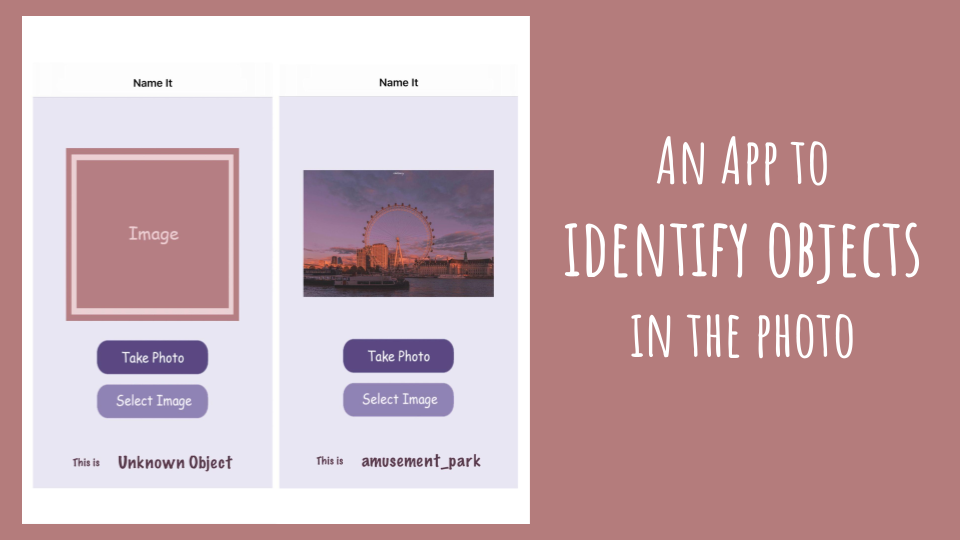 Name It
Image
Take Photo
Select Image
This is Unknown Object
Name It
Take Photo
Select Image
This is amusement_park
An App to
identify objects
in the photo